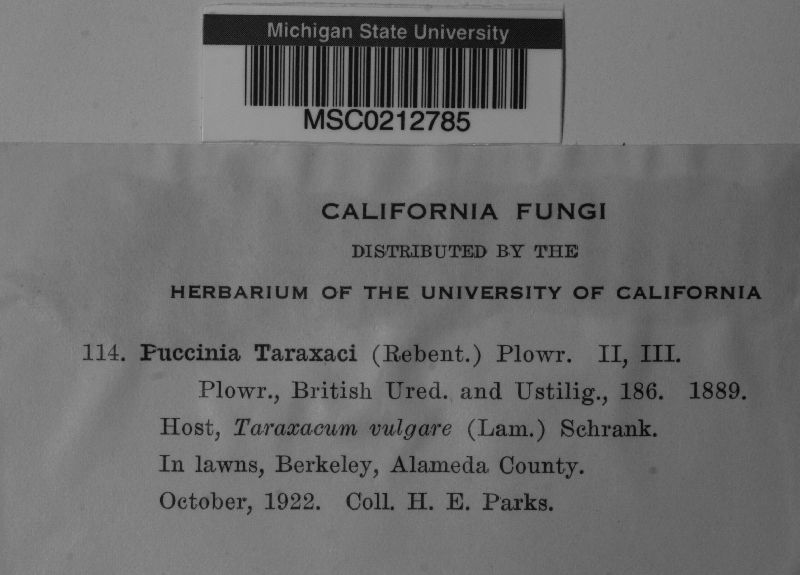 Michigan State University
MSC0212785
CALIFORNIA FUNGI
DISTRIBUTED BY THE
HERBARIUM OF THE UNIVERSITY OF CALIFORNIA
114. Puccinia Taraxaci (Rebent.) Plowr. II, III.
Plowr., British Ured. and Ustilig., 186. 1889.
Host, Taraxacum vulgare (Lam.) Schrank.
In lawns, Berkeley, Alameda County.
October, 1922. Coll. H. E. Parks.